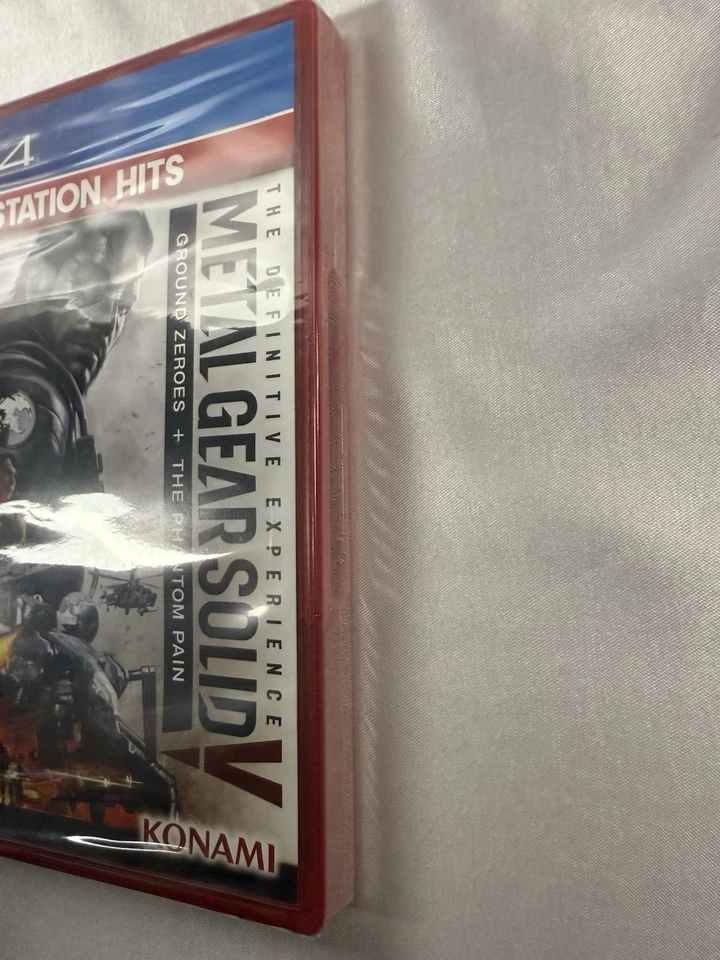 4
STATION HITS
THE DEFINITIVE EXPERIENCE
METAL GEAR SOLID V
GROUND ZEROES + THE PHANTOM PAIN
KONAMI